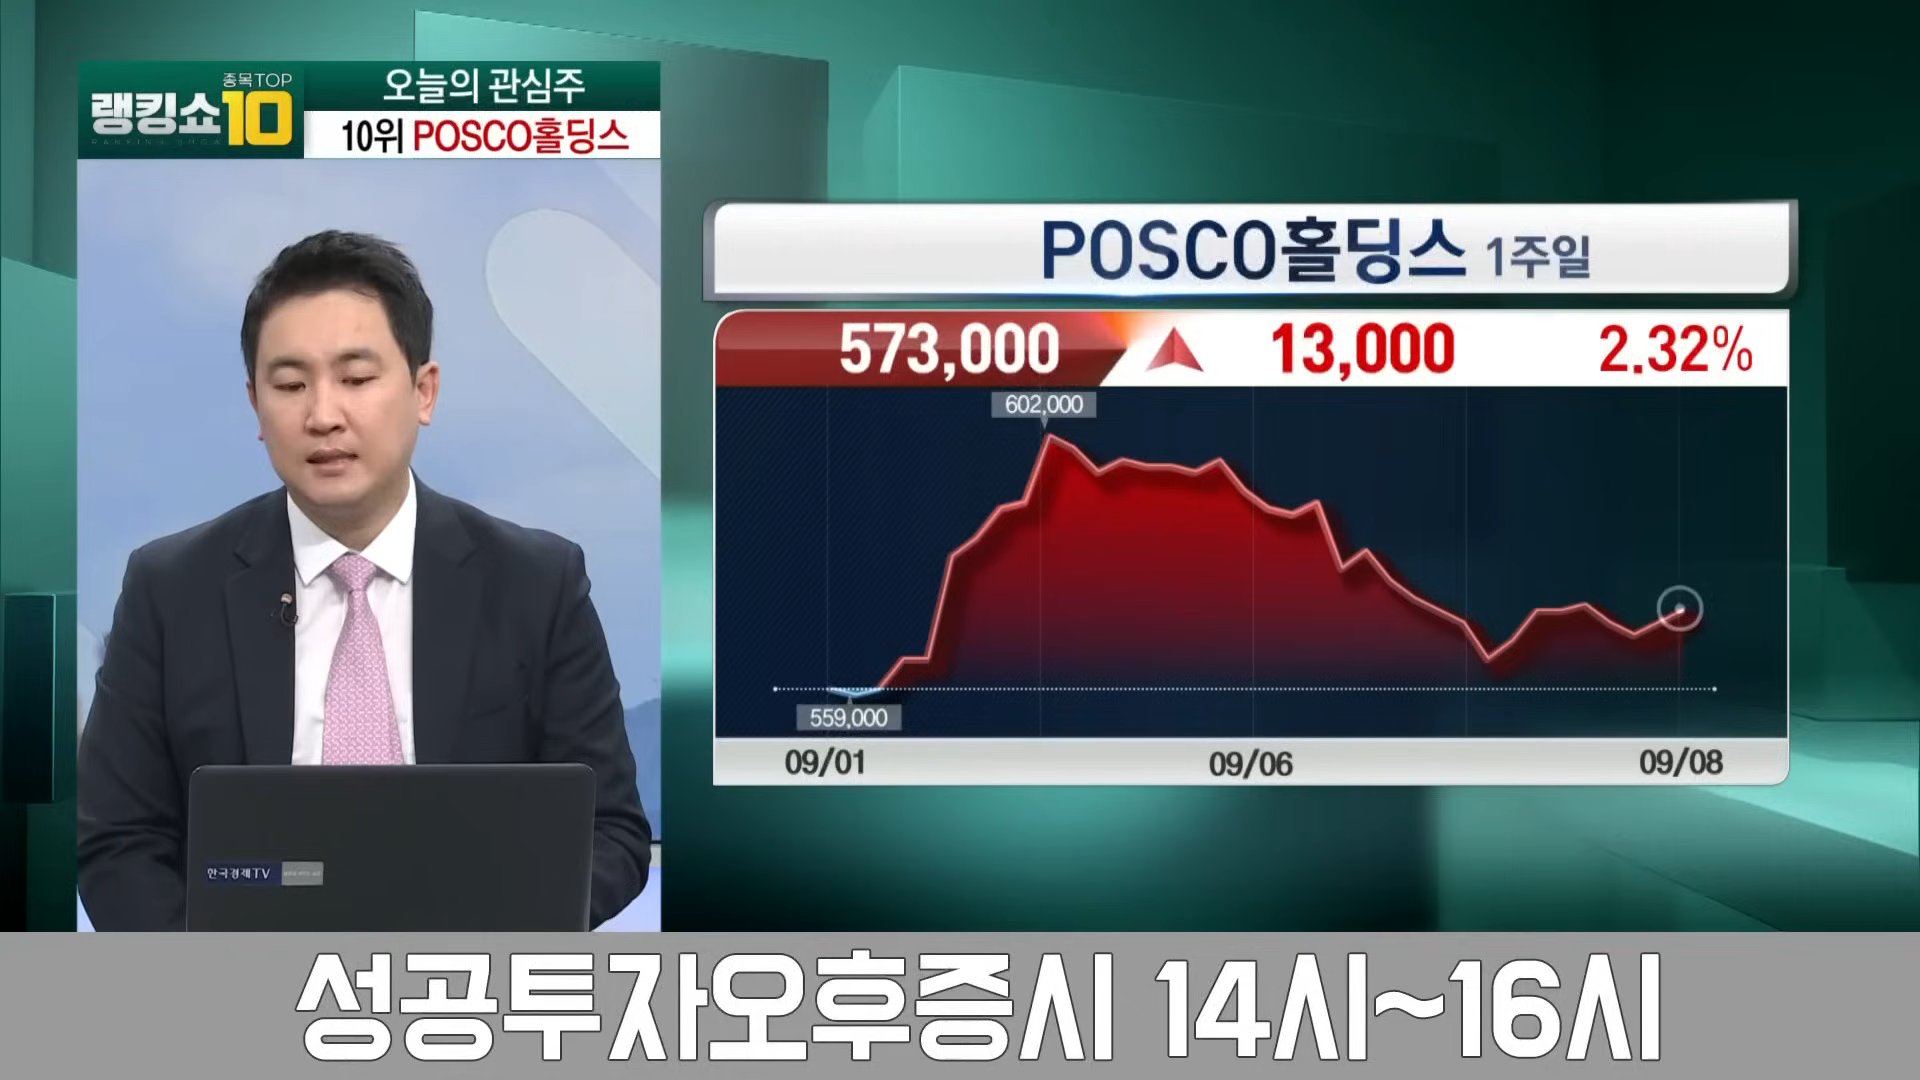 종목TOP
랭킹쇼10
RANKING SHOW
오늘의 관심주
10위 POSCO홀딩스
POSCO홀딩스 1주일
573,000 13,000 2.32%
602,000
559,000
09/01 09/06 09/08
한국경제TV
성공투자오후증시 14시~16시